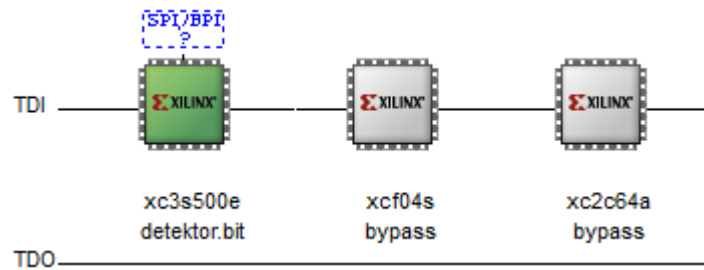 SPI/BPI
?
TDI
XILINX
XILINX
XILINX
xc3s500e
xcf04s
xc2c64a
detektor.bit
bypass
bypass
TDO